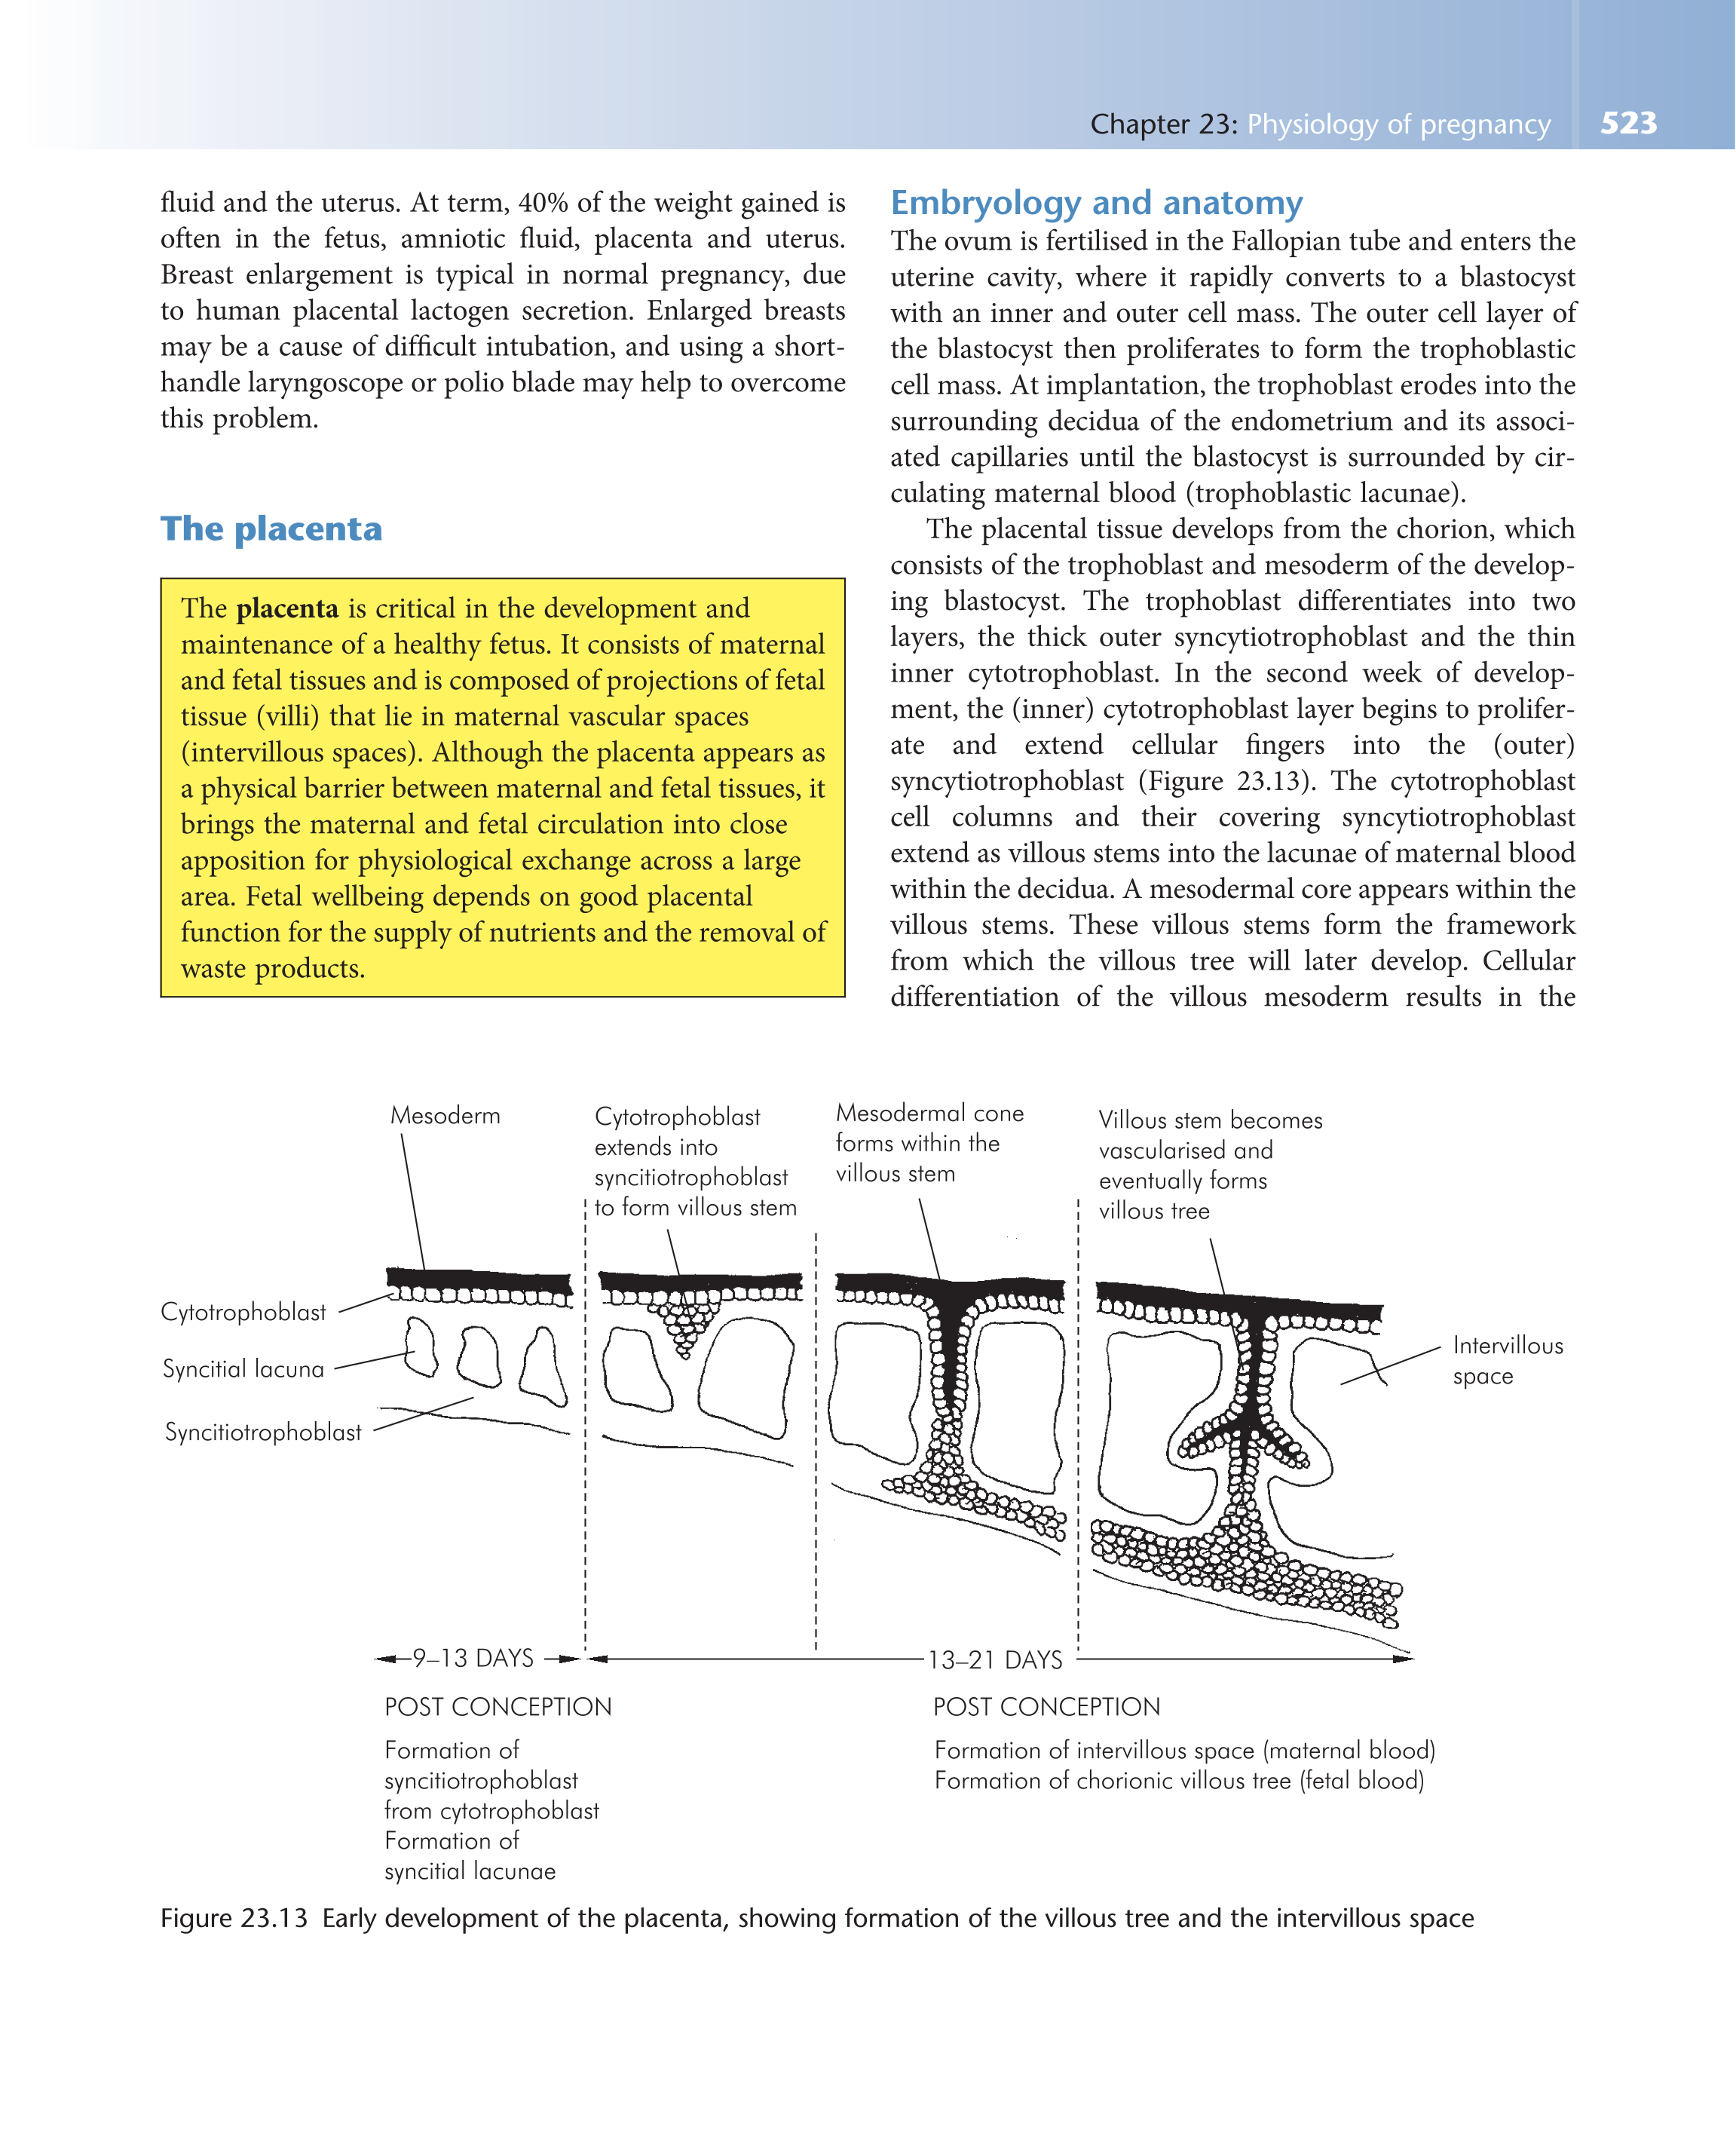 Chapter 23: Physiology of pregnancy 523
fluid and the uterus. At term, 40% of the weight gained is
often in the fetus, amniotic fluid, placenta and uterus.
Breast enlargement is typical in normal pregnancy, due
to human placental lactogen secretion. Enlarged breasts
may be a cause of difficult intubation, and using a short-
handle laryngoscope or polio blade may help to overcome
this problem.
The placenta
The placenta is critical in the development and
maintenance of a healthy fetus. It consists of maternal
and fetal tissues and is composed of projections of fetal
tissue (villi) that lie in maternal vascular spaces
(intervillous spaces). Although the placenta appears as
a physical barrier between maternal and fetal tissues, it
brings the maternal and fetal circulation into close
apposition for physiological exchange across a large
area. Fetal wellbeing depends on good placental
function for the supply of nutrients and the removal of
waste products.
Embryology and anatomy
The ovum is fertilised in the Fallopian tube and enters the
uterine cavity, where it rapidly converts to a blastocyst
with an inner and outer cell mass. The outer cell layer of
the blastocyst then proliferates to form the trophoblastic
cell mass. At implantation, the trophoblast erodes into the
surrounding decidua of the endometrium and its associ-
ated capillaries until the blastocyst is surrounded by cir-
culating maternal blood (trophoblastic lacunae).
The placental tissue develops from the chorion, which
consists of the trophoblast and mesoderm of the develop-
ing blastocyst. The trophoblast differentiates into two
layers, the thick outer syncytiotrophoblast and the thin
inner cytotrophoblast. In the second week of develop-
ment, the (inner) cytotrophoblast layer begins to prolifer-
ate and extend cellular fingers into the (outer)
syncytiotrophoblast (Figure 23.13). The cytotrophoblast
cell columns and their covering syncytiotrophoblast
extend as villous stems into the lacunae of maternal blood
within the decidua. A mesodermal core appears within the
villous stems. These villous stems form the framework
from which the villous tree will later develop. Cellular
differentiation of the villous mesoderm results in the
Mesoderm
Cytotrophoblast
extends into
syncitiotrophoblast
to form villous stem
Mesodermal cone
forms within the
villous stem
Villous stem becomes
vascularised and
eventually forms
villous tree
Cytotrophoblast
Syncitial lacuna
Syncitiotrophoblast
Intervillous
space
9–13 DAYS
13–21 DAYS
POST CONCEPTION
Formation of
syncitiotrophoblast
from cytotrophoblast
Formation of
syncitial lacunae
POST CONCEPTION
Formation of intervillous space (maternal blood)
Formation of chorionic villous tree (fetal blood)
Figure 23.13 Early development of the placenta, showing formation of the villous tree and the intervillous space